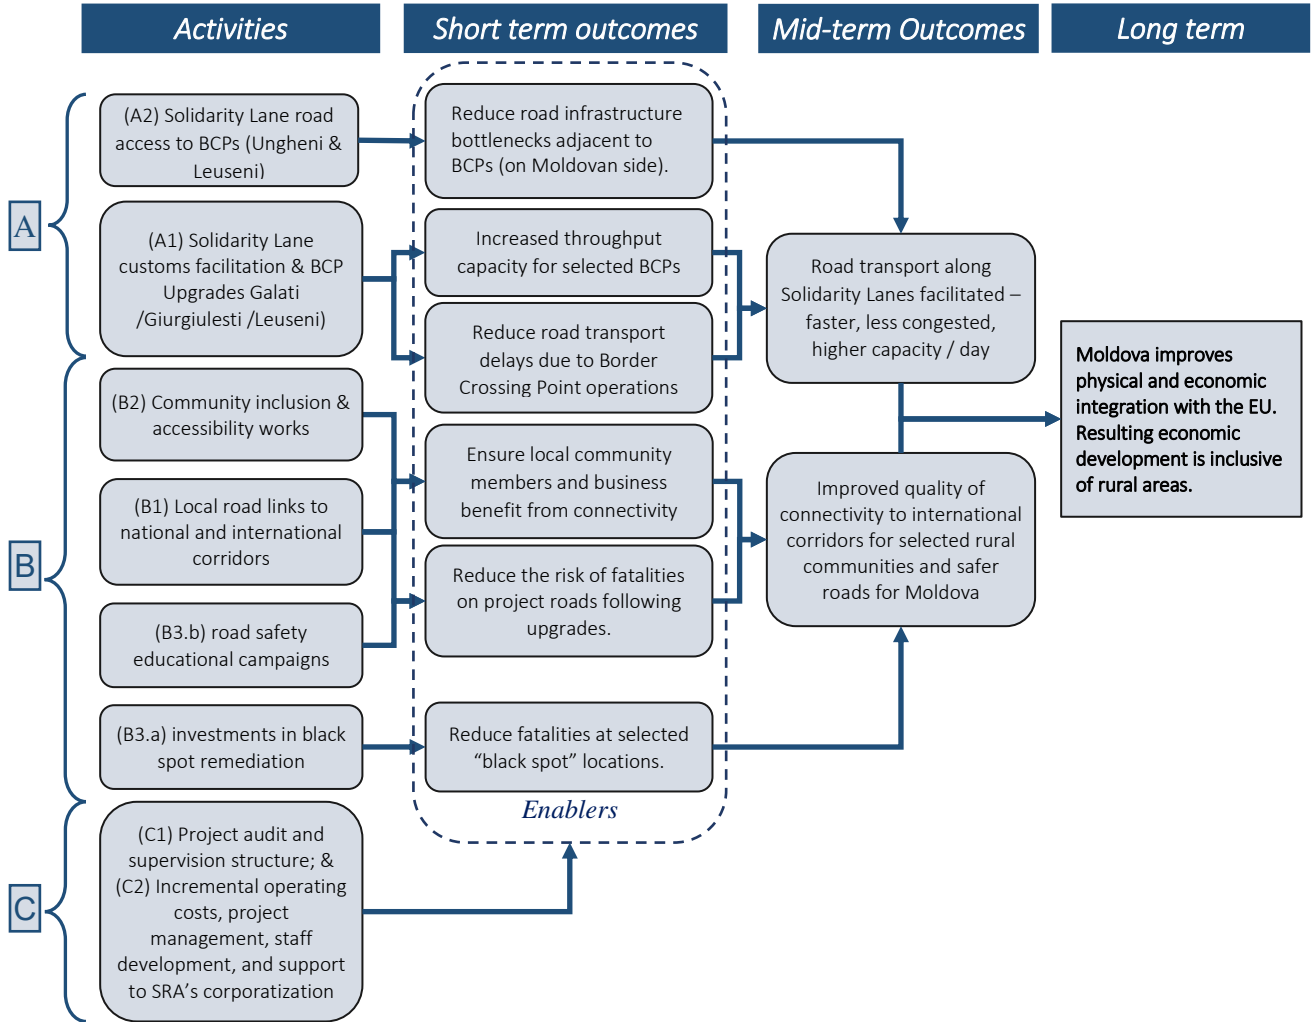 Activities
Short term outcomes
Mid-term Outcomes
Long term
A
(A2) Solidarity Lane road
access to BCPs (Ungheni &
Leuseni)
(A1) Solidarity Lane
customs facilitation & BCP
Upgrades Galati
/Giurgiulesti /Leuseni)
B
(B2) Community inclusion &
accessibility works
(B1) Local road links to
national and international
corridors
(B3.b) road safety
educational campaigns
(B3.a) investments in black
spot remediation
C
(C1) Project audit and
supervision structure; &
(C2) Incremental operating
costs, project
management, staff
development, and support
to SRA’s corporatization
Reduce road infrastructure
bottlenecks adjacent to
BCPs (on Moldovan side).
Increased throughput
capacity for selected BCPs
Reduce road transport
delays due to Border
Crossing Point operations
Ensure local community
members and business
benefit from connectivity
Reduce the risk of fatalities
on project roads following
upgrades.
Reduce fatalities at selected
“black spot” locations.
Enablers
Road transport along
Solidarity Lanes facilitated –
faster, less congested,
higher capacity / day
Improved quality of
connectivity to international
corridors for selected rural
communities and safer
roads for Moldova
Moldova improves
physical and economic
integration with the EU.
Resulting economic
development is inclusive
of rural areas.